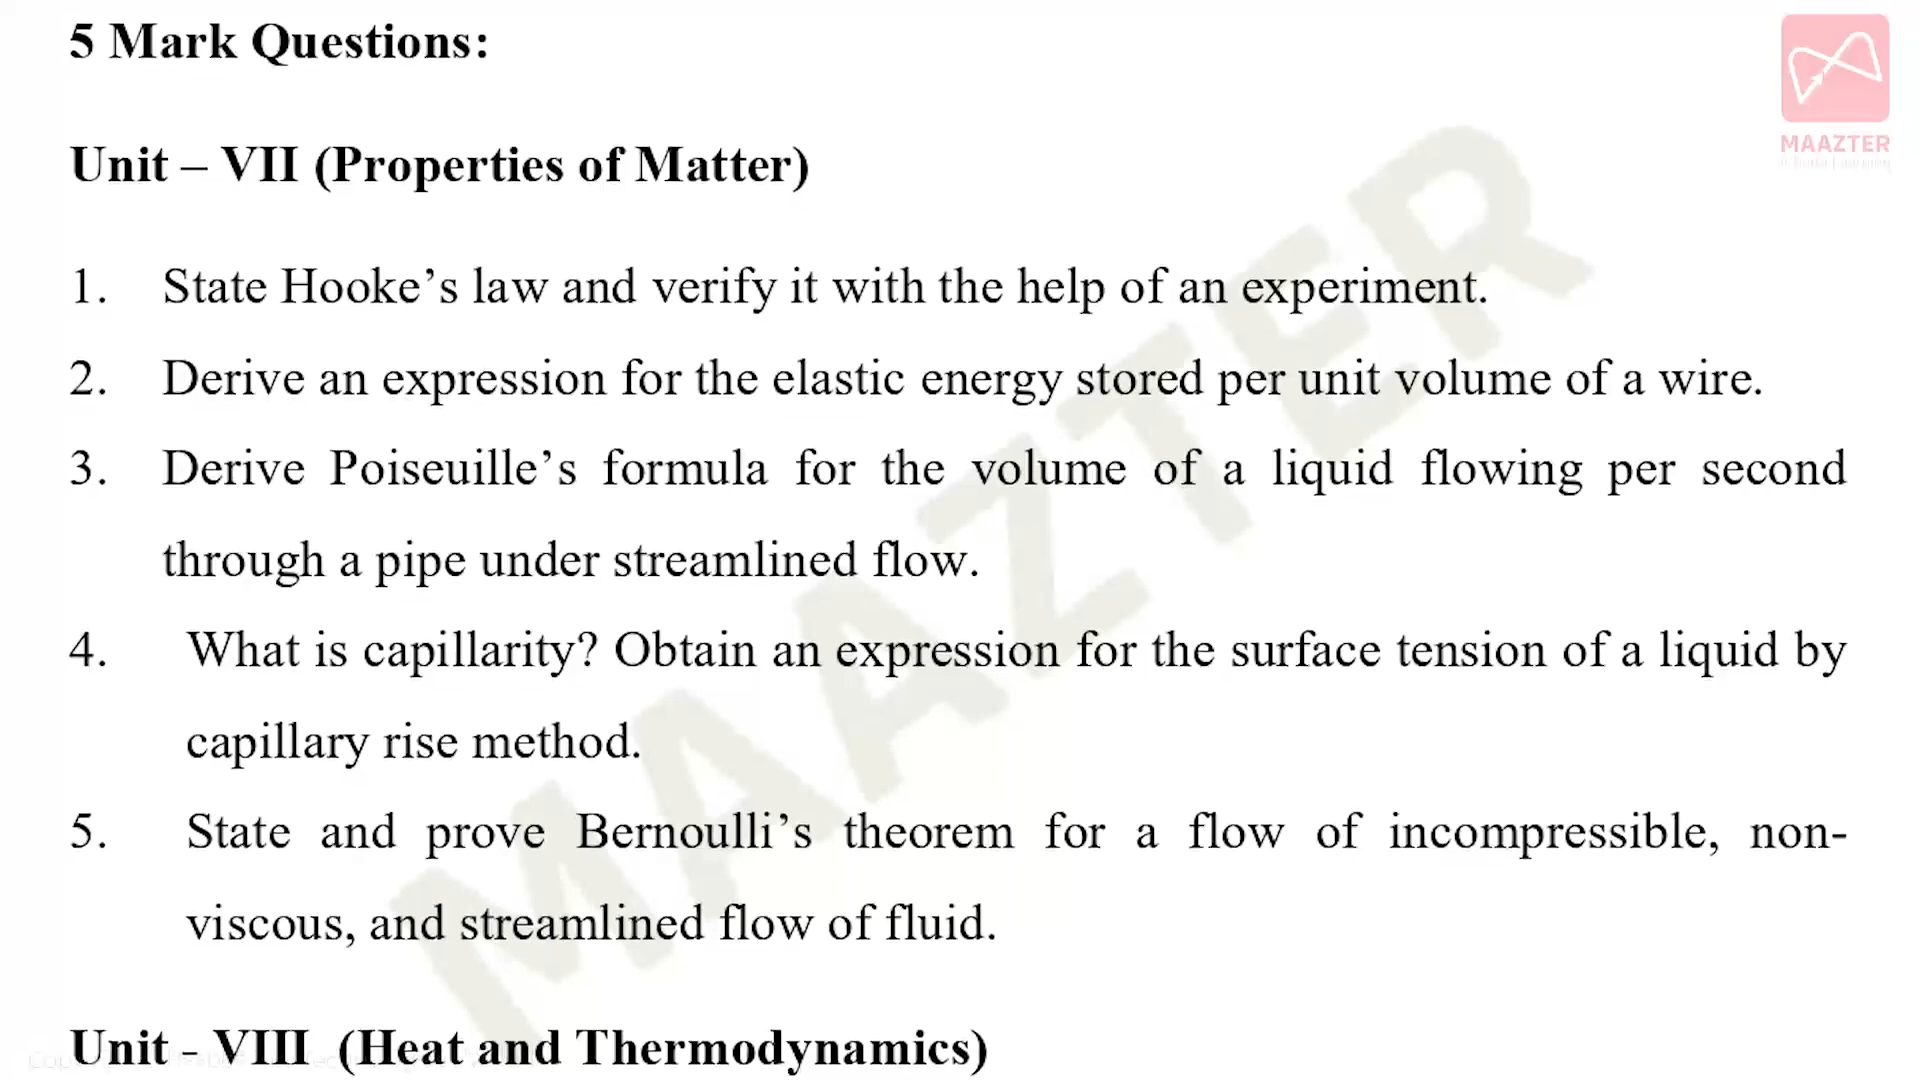 5 Mark Questions:
MAAZTER
Unit – VII (Properties of Matter)
1. State Hooke’s law and verify it with the help of an experiment.
2. Derive an expression for the elastic energy stored per unit volume of a wire.
3. Derive Poiseuille’s formula for the volume of a liquid flowing per second
through a pipe under streamlined flow.
4. What is capillarity? Obtain an expression for the surface tension of a liquid by
capillary rise method.
5. State and prove Bernoulli’s theorem for a flow of incompressible, non-
viscous, and streamlined flow of fluid.
Unit - VIII (Heat and Thermodynamics)
MAAZTER